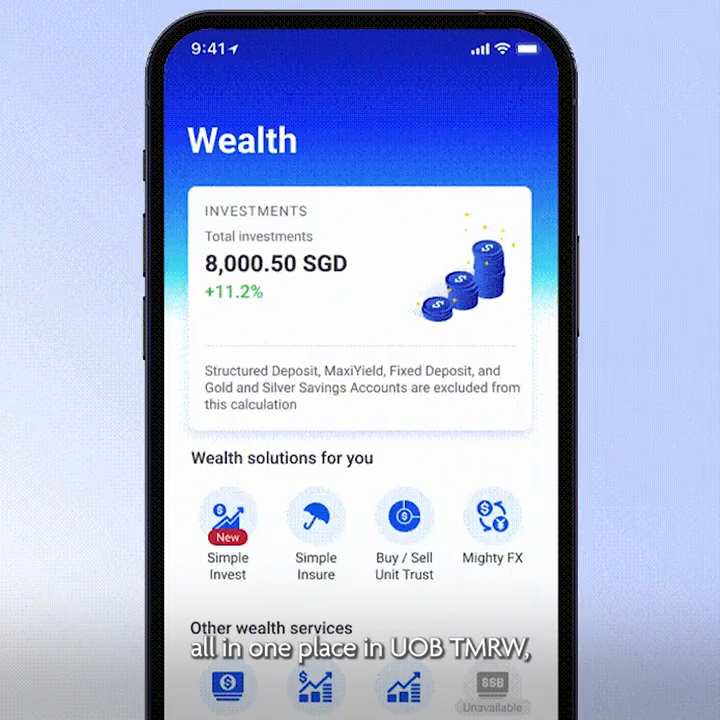 9:41
Wealth
INVESTMENTS
Total investments
8,000.50 SGD
+11.2%
Structured Deposit, MaxiYield, Fixed Deposit, and
Gold and Silver Savings Accounts are excluded from
this calculation
Wealth solutions for you
New
Simple
Invest
Simple
Insure
Buy / Sell
Unit Trust
Mighty FX
Other wealth services
all in one place in UOB TMRW,
SSB
Unavailable